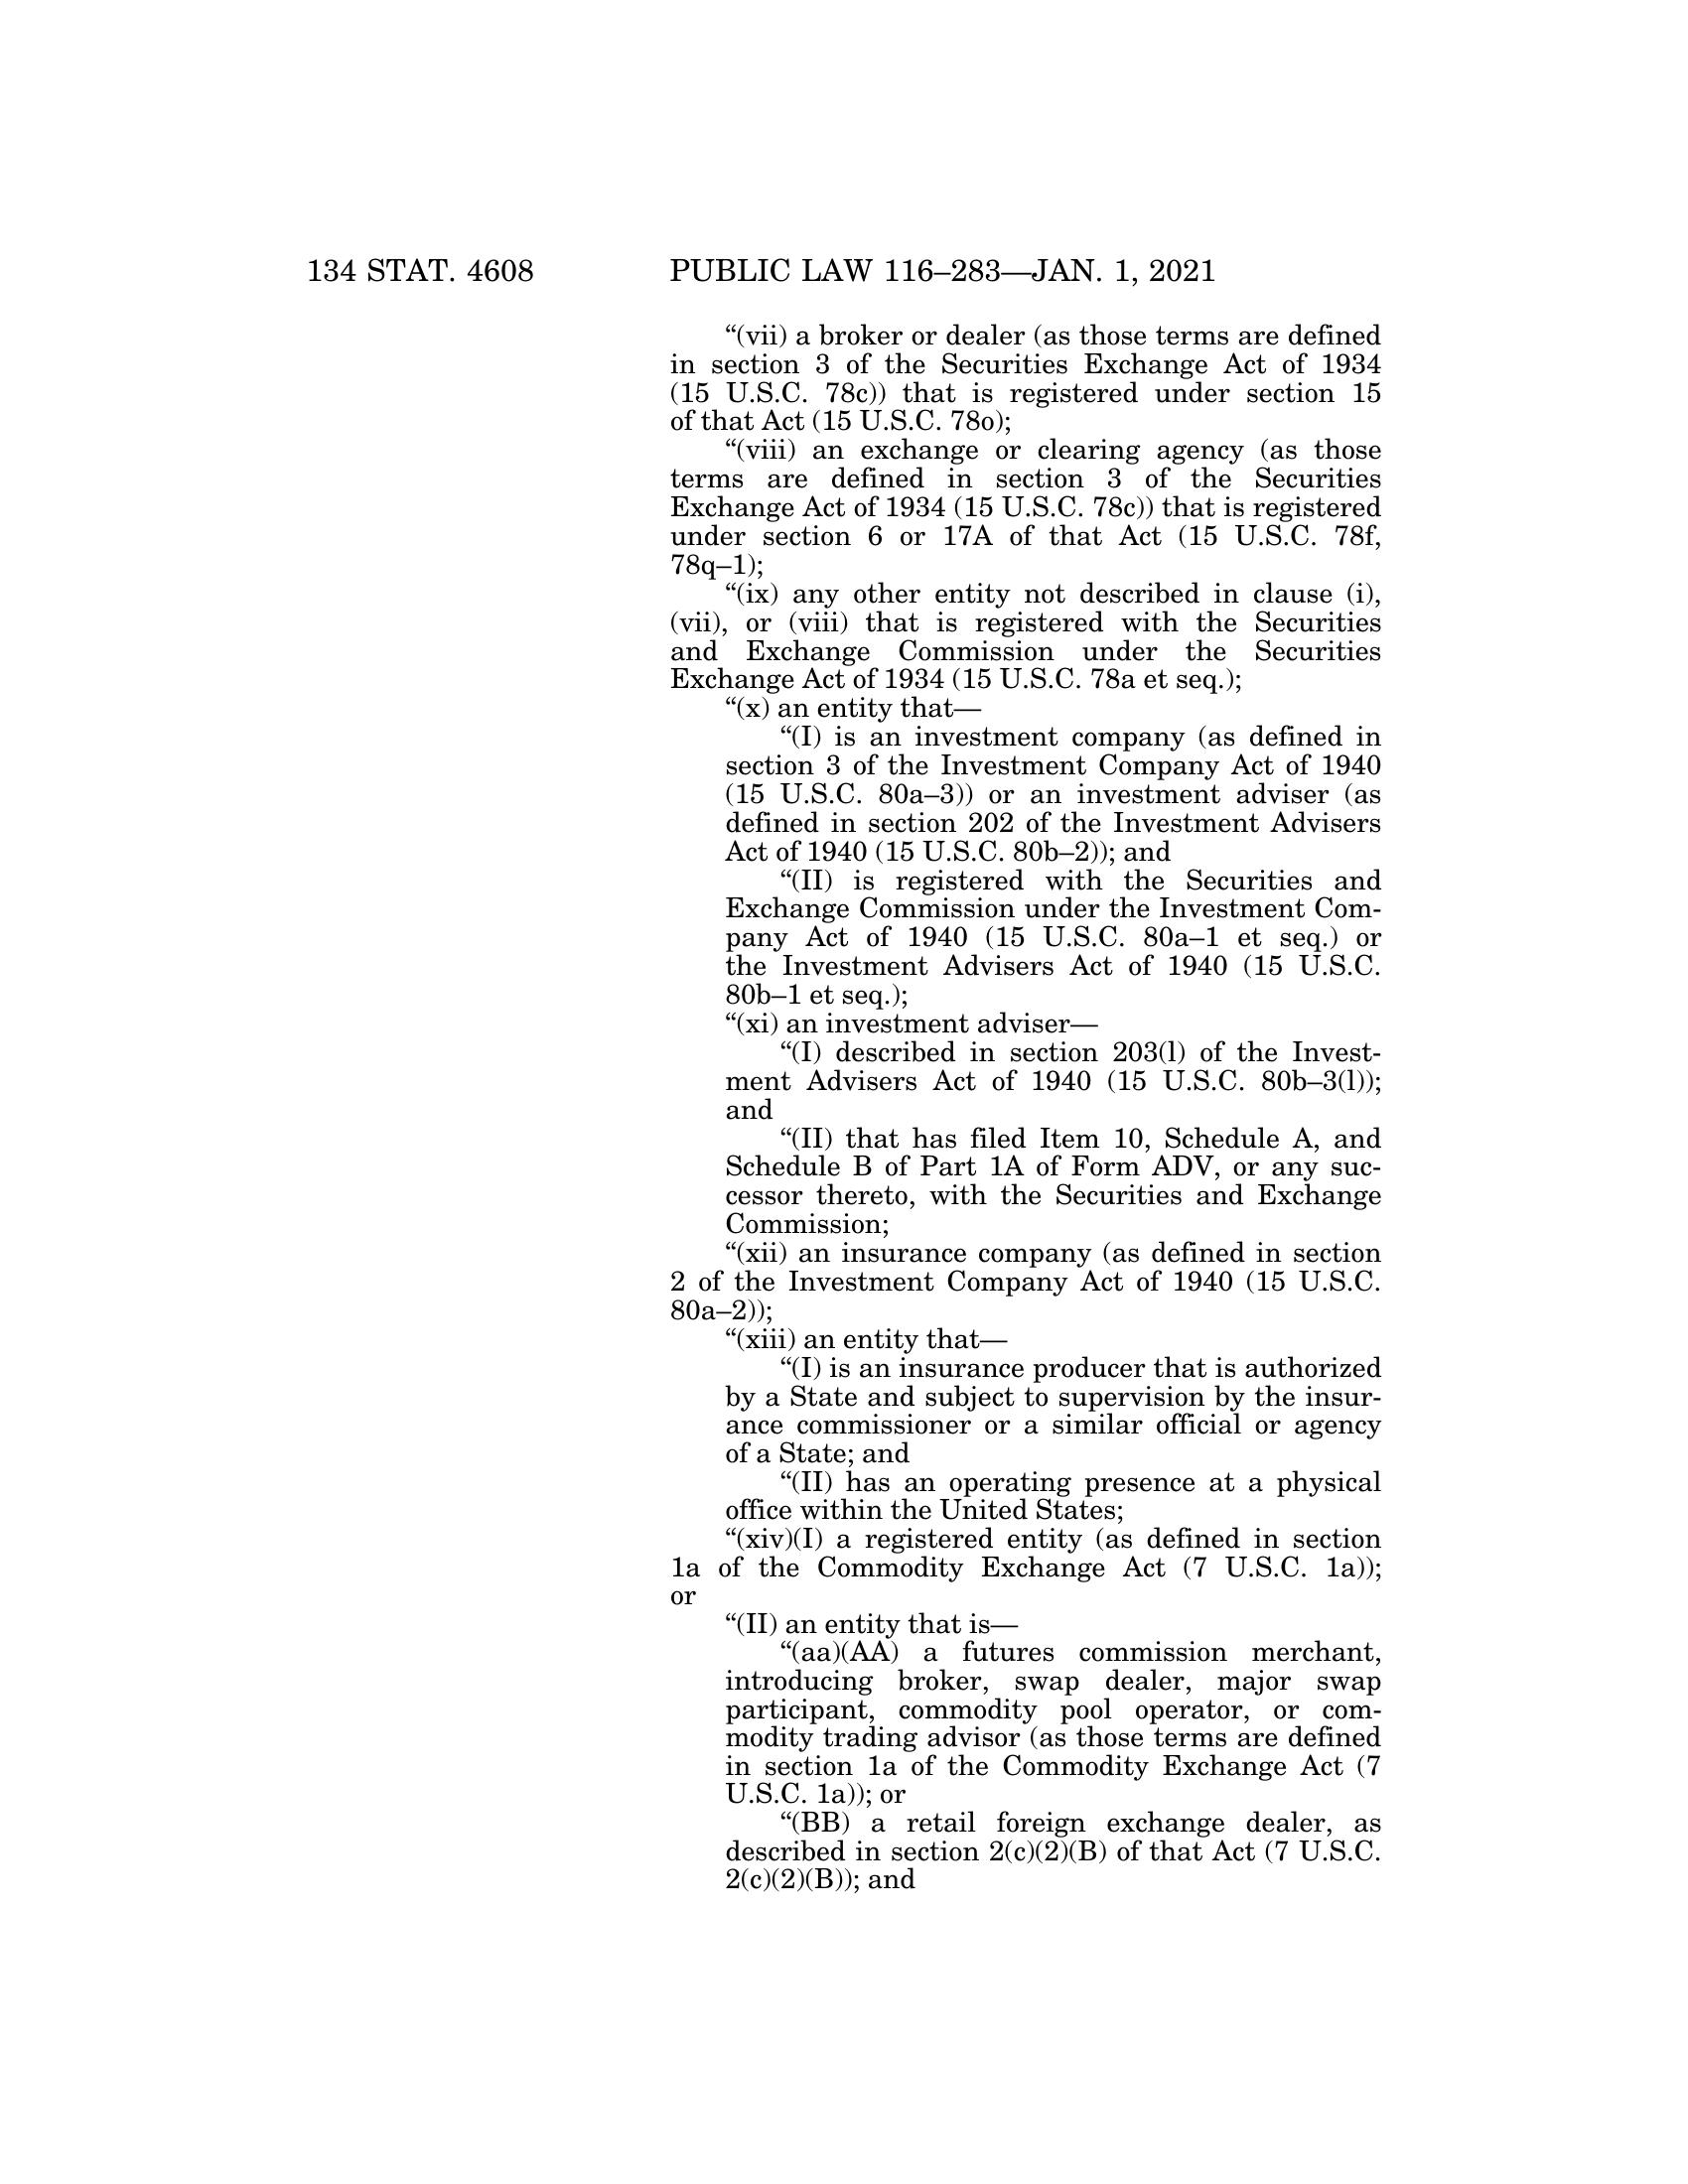 134 STAT. 4608
PUBLIC LAW 116–283—JAN. 1, 2021
“(vii) a broker or dealer (as those terms are defined
in section 3 of the Securities Exchange Act of 1934
(15 U.S.C. 78c)) that is registered under section 15
of that Act (15 U.S.C. 78o);
“(viii) an exchange or clearing agency (as those
terms are defined in section 3 of the Securities
Exchange Act of 1934 (15 U.S.C. 78c)) that is registered
under section 6 or 17A of that Act (15 U.S.C. 78f,
78q–1);
“(ix) any other entity not described in clause (i),
(vii), or (viii) that is registered with the Securities
and Exchange Commission under the Securities
Exchange Act of 1934 (15 U.S.C. 78a et seq.);
“(x) an entity that—
“(I) is an investment company (as defined in
section 3 of the Investment Company Act of 1940
(15 U.S.C. 80a–3)) or an investment adviser (as
defined in section 202 of the Investment Advisers
Act of 1940 (15 U.S.C. 80b–2)); and
“(II) is registered with the Securities and
Exchange Commission under the Investment Com-
pany Act of 1940 (15 U.S.C. 80a–1 et seq.) or
the Investment Advisers Act of 1940 (15 U.S.C.
80b–1 et seq.);
“(xi) an investment adviser—
“(I) described in section 203(l) of the Invest-
ment Advisers Act of 1940 (15 U.S.C. 80b–3(l));
and
“(II) that has filed Item 10, Schedule A, and
Schedule B of Part 1A of Form ADV, or any suc-
cessor thereto, with the Securities and Exchange
Commission;
“(xii) an insurance company (as defined in section
2 of the Investment Company Act of 1940 (15 U.S.C.
80a–2));
“(xiii) an entity that—
“(I) is an insurance producer that is authorized
by a State and subject to supervision by the insur-
ance commissioner or a similar official or agency
of a State; and
“(II) has an operating presence at a physical
office within the United States;
“(xiv)(I) a registered entity (as defined in section
1a of the Commodity Exchange Act (7 U.S.C. 1a));
or
“(II) an entity that is—
“(aa)(AA) a futures commission merchant,
introducing broker, swap dealer, major swap
participant, commodity pool operator, or com-
modity trading advisor (as those terms are defined
in section 1a of the Commodity Exchange Act (7
U.S.C. 1a)); or
“(BB) a retail foreign exchange dealer, as
described in section 2(c)(2)(B) of that Act (7 U.S.C.
2(c)(2)(B)); and